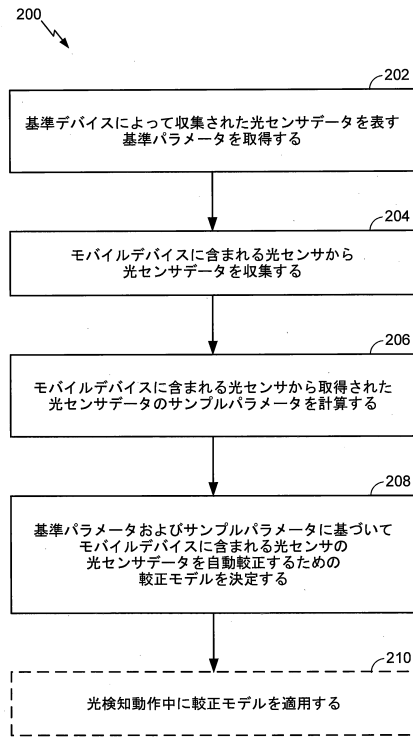 200
202
基準デバイスによって収集された光センサデータを表す
基準パラメータを取得する
204
モバイルデバイスに含まれる光センサから
光センサデータを収集する
206
モバイルデバイスに含まれる光センサから取得された
光センサデータのサンプルパラメータを計算する
208
基準パラメータおよびサンプルパラメータに基づいて
モバイルデバイスに含まれる光センサの
光センサデータを自動較正するための
較正モデルを決定する
210
光検知動作中に較正モデルを適用する